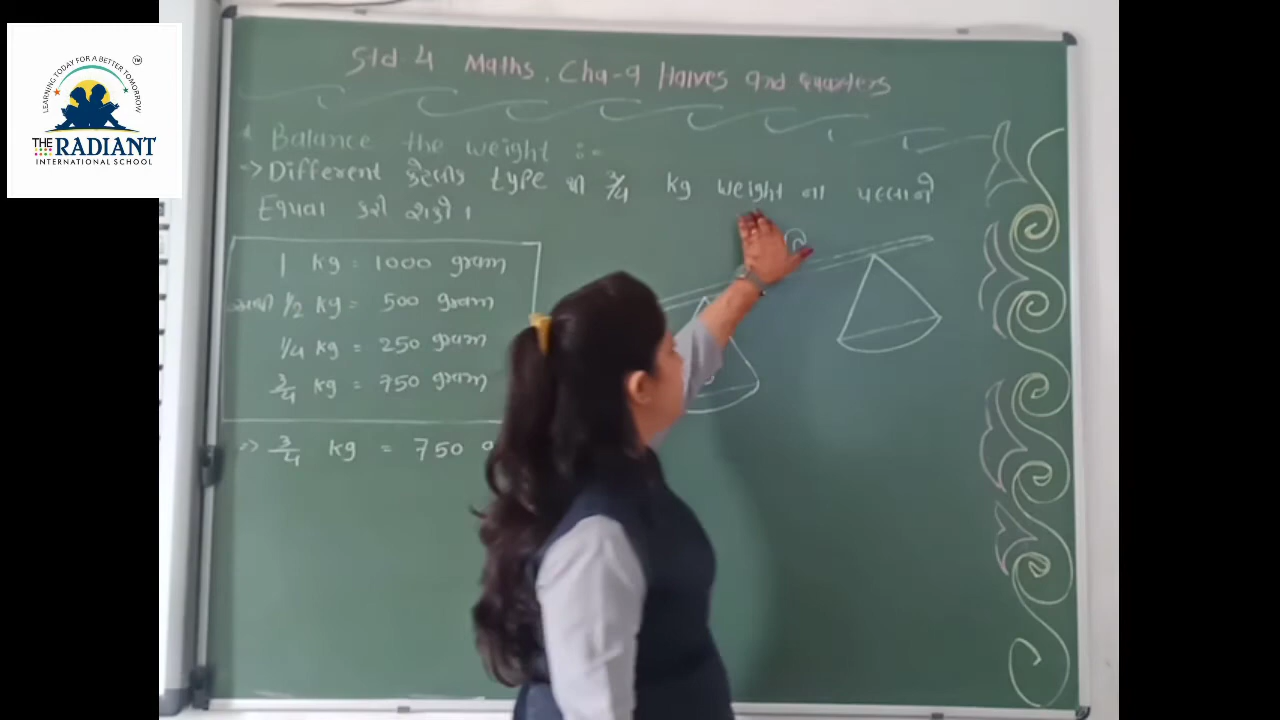 LEARNING TODAY FOR A BETTER TOMORROW
TM
THE RADIANT
INTERNATIONAL SCHOOL
Std 4 Maths. Cha-9 Halves and quarters
Balance the weight :-
-> Different કેટલીક type થી 3/4 kg weight ના પલ્લાને
Equal કરી શકો।
1 kg = 1000 gram
1/2 kg = 500 gram
1/4 kg = 250 gram
3/4 kg = 750 gram
=> 3/4 kg = 750